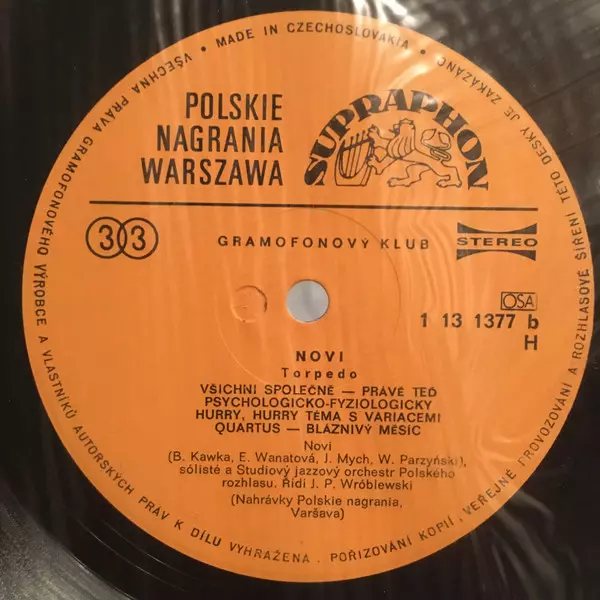 VŠECHNA PRÁVA GRAMOFONOVÉHO VÝROBCE A VLASTNÍKŮ AUTORSKÝCH PRÁV K DÍLU VYHRAŽENA. POŘIZOVÁNÍ KOPIÍ, VEŘEJNÉ PROVOZOVÁNÍ A ROZHLASOVÉ ŠÍŘENÍ TÉTO DESKY JE ZAKÁZÁNO
• MADE IN CZECHOSLOVAKIA •
POLSKIE
NAGRANIA
WARSZAWA
SUPRAPHON
33
GRAMOFONOVÝ KLUB
STEREO
OSA
1 13 1377 b
H
NOVI
Torpedo
VŠICHNI SPOLEČNĚ — PRÁVĚ TEĎ
PSYCHOLOGICKO-FYZIOLOGICKY
HURRY, HURRY TÉMA S VARIACEMI
QUARTUS — BLÁZNIVÝ MĚSÍC
Novi
(B. Kawka, E. Wanatová, J. Mych, W. Parzyński),
sólisté a Studiový jazzový orchestr Polského
rozhlasu. Řídí J. P. Wróblewski
(Nahrávky Polskie nagrania,
Varšava)